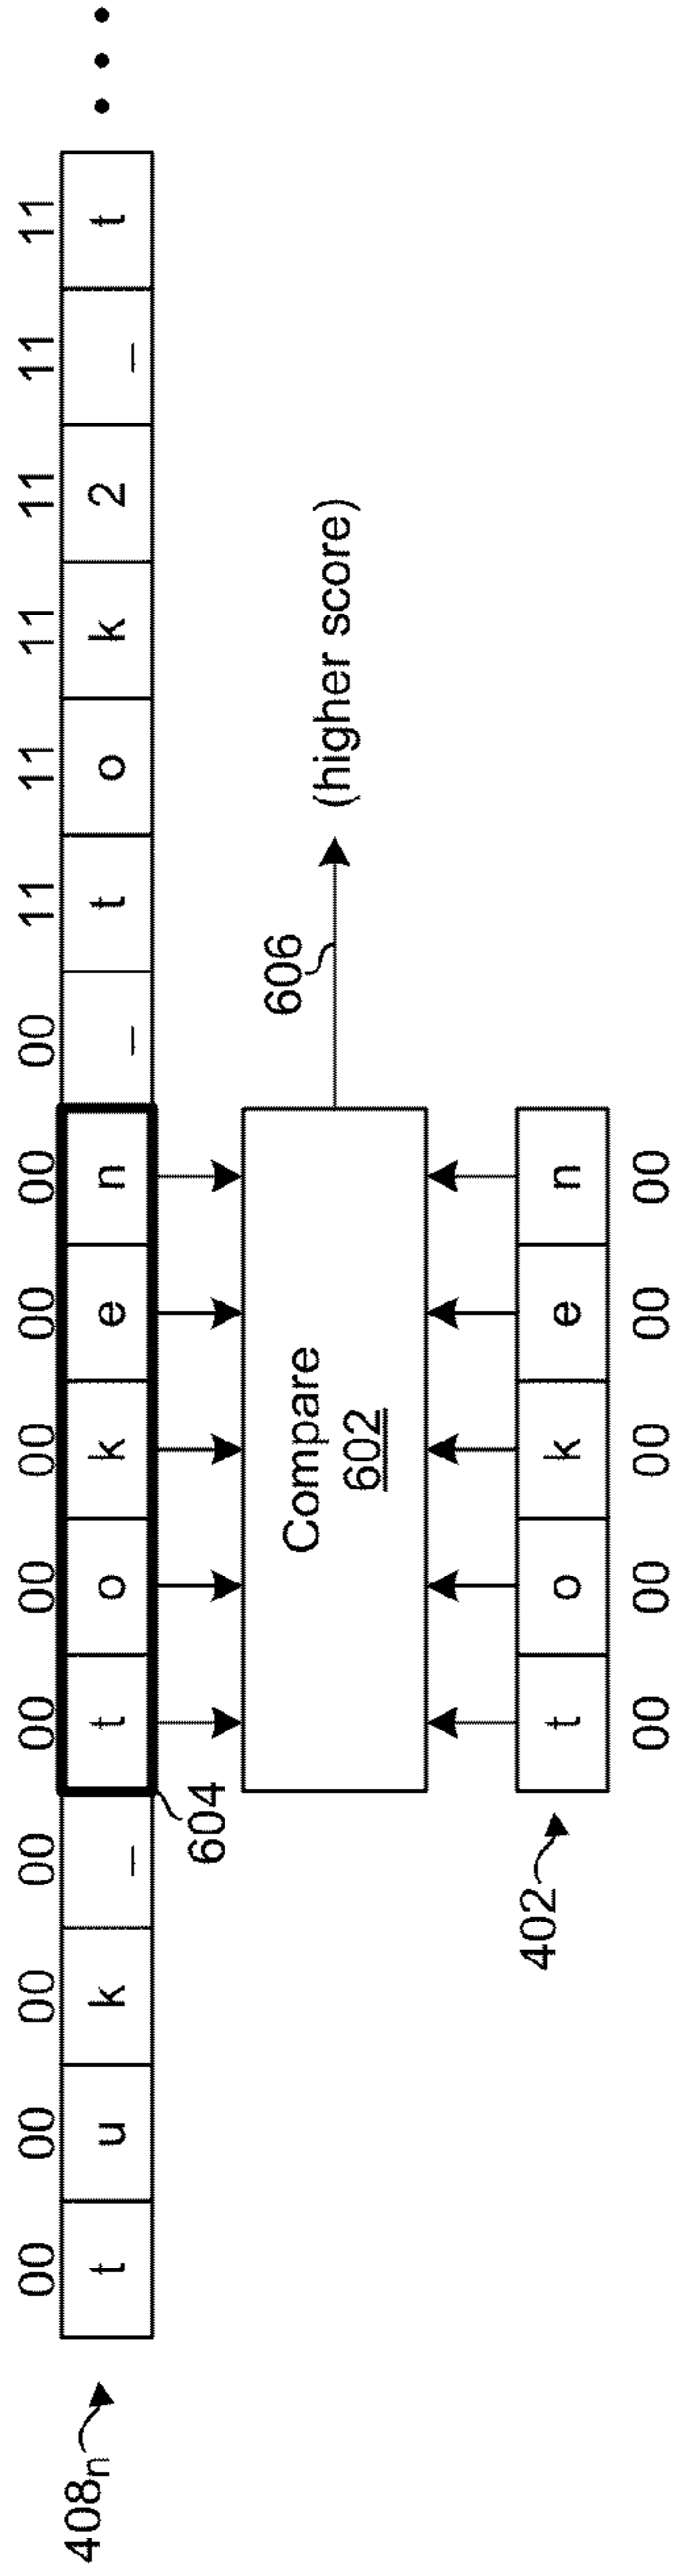 00 00 00 00 00 00 00 00 00 00 11 11 11 11 11 11
408n t u k _ t o k e n _ t o k 2 _ t • • •
604
606
Compare (higher score)
602
402 t o k e n
00 00 00 00 00